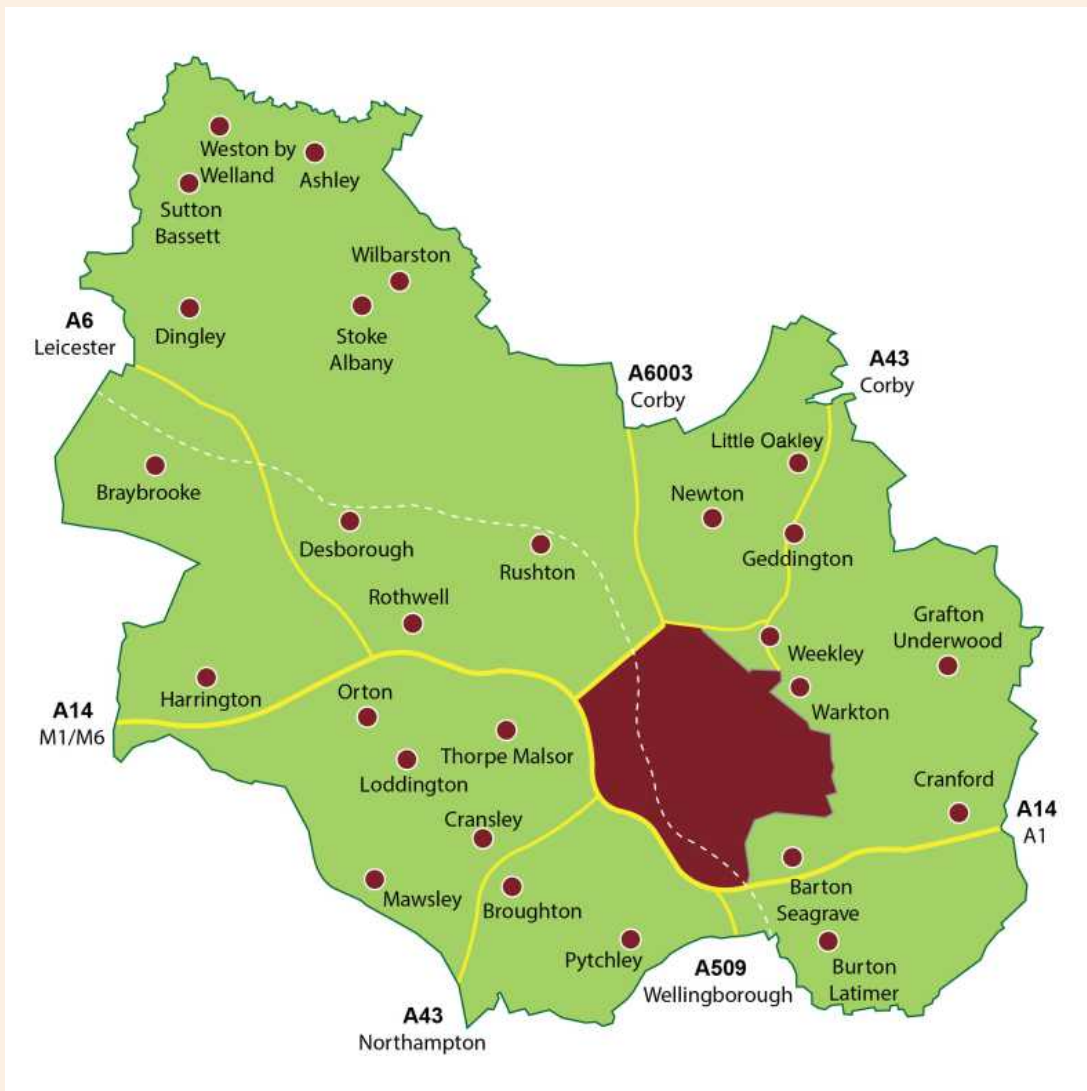 Weston by
Welland
Ashley
Sutton
Bassett
Wilbarston
A6
Leicester
Dingley
Stoke
Albany
A6003
Corby
A43
Corby
Little Oakley
Braybrooke
Newton
Desborough
Geddington
Rushton
Rothwell
Grafton
Underwood
Weekley
Harrington
Orton
Warkton
A14
M1/M6
Thorpe Malsor
Loddington
Cranford
Cransley
A14
A1
Mawsley
Broughton
Barton
Seagrave
Pytchley
A509
Wellingborough
Burton
Latimer
A43
Northampton